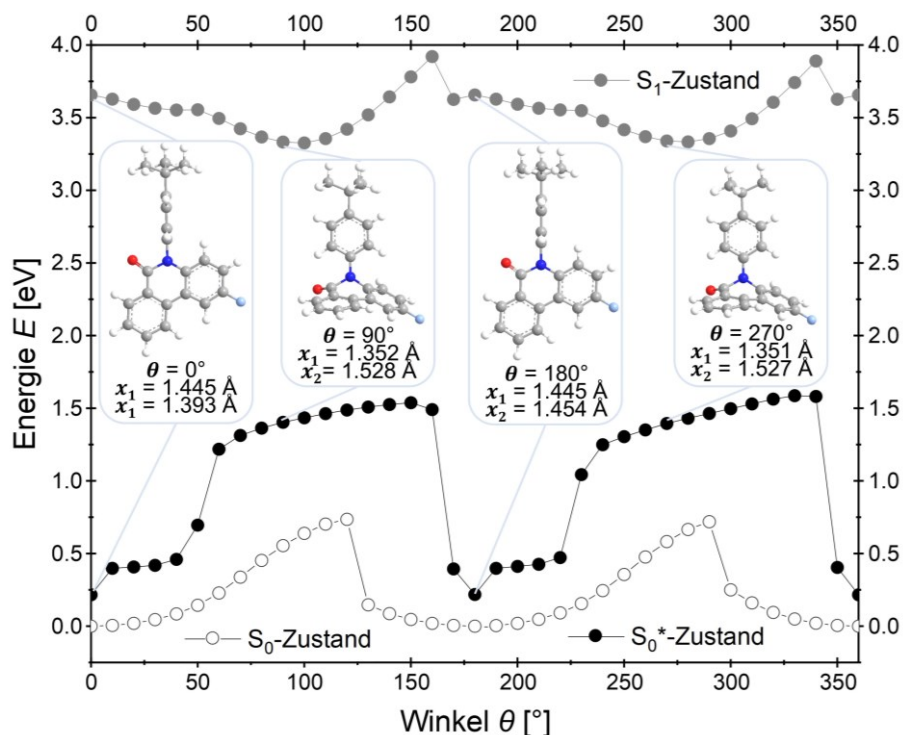 0 50 100 150 200 250 300 350
4.0 4.0
S₁-Zustand
3.5 3.5
3.0 3.0
2.5 2.5
2.0 2.0
1.5 1.5
1.0 1.0
0.5 0.5
0.0 0.0
Energie E [eV]
θ = 0°
x₁ = 1.445 Å
x₁ = 1.393 Å
θ = 90°
x₁ = 1.352 Å
x₂= 1.528 Å
θ = 180°
x₁ = 1.445 Å
x₂ = 1.454 Å
θ = 270°
x₁ = 1.351 Å
x₂ = 1.527 Å
S₀-Zustand
S₀*-Zustand
0 50 100 150 200 250 300 350
Winkel θ [°]